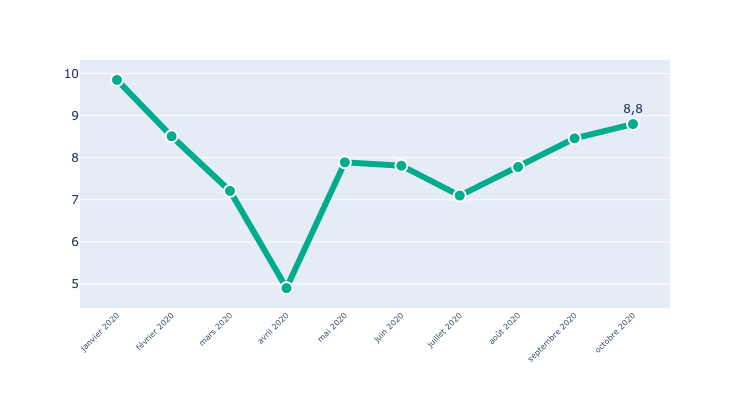 10
9
8
7
6
5
8,8
janvier 2020
février 2020
mars 2020
avril 2020
mai 2020
juin 2020
juillet 2020
août 2020
septembre 2020
octobre 2020